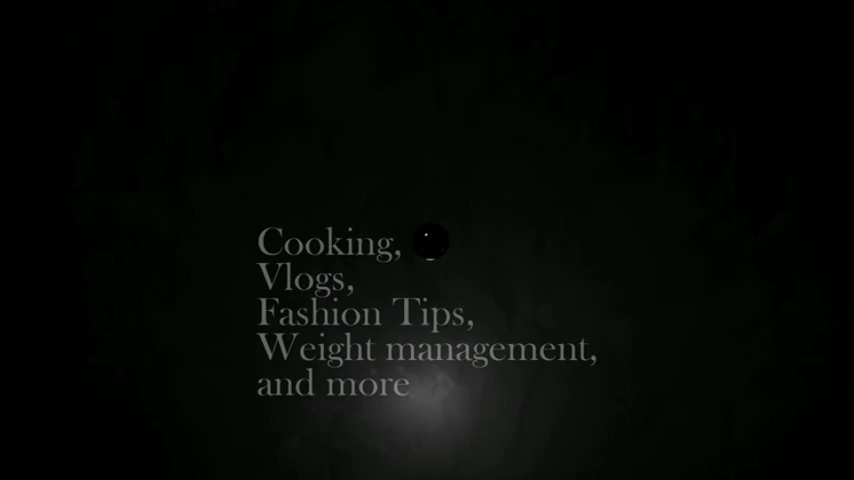 Cooking,
Vlogs,
Fashion Tips,
Weight management,
and more